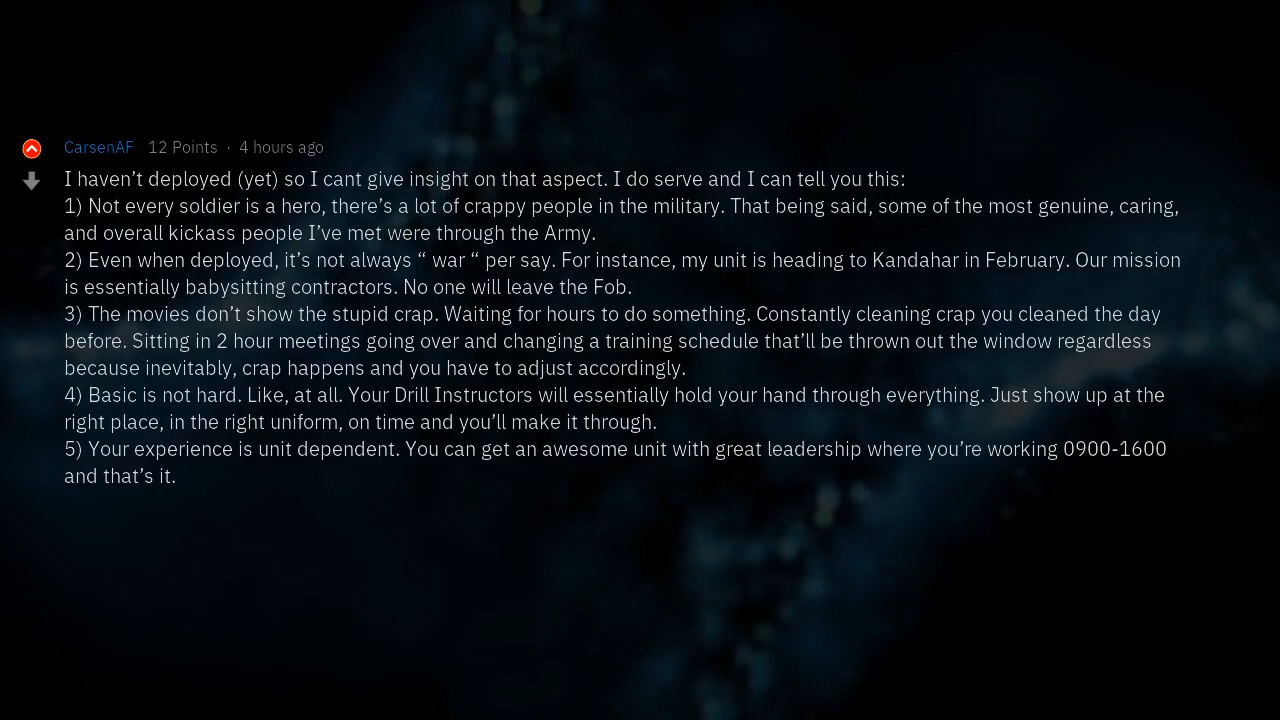 CarsenAF 12 Points · 4 hours ago
I haven’t deployed (yet) so I cant give insight on that aspect. I do serve and I can tell you this:
1) Not every soldier is a hero, there’s a lot of crappy people in the military. That being said, some of the most genuine, caring,
and overall kickass people I’ve met were through the Army.
2) Even when deployed, it’s not always “ war “ per say. For instance, my unit is heading to Kandahar in February. Our mission
is essentially babysitting contractors. No one will leave the Fob.
3) The movies don’t show the stupid crap. Waiting for hours to do something. Constantly cleaning crap you cleaned the day
before. Sitting in 2 hour meetings going over and changing a training schedule that’ll be thrown out the window regardless
because inevitably, crap happens and you have to adjust accordingly.
4) Basic is not hard. Like, at all. Your Drill Instructors will essentially hold your hand through everything. Just show up at the
right place, in the right uniform, on time and you’ll make it through.
5) Your experience is unit dependent. You can get an awesome unit with great leadership where you’re working 0900-1600
and that’s it.